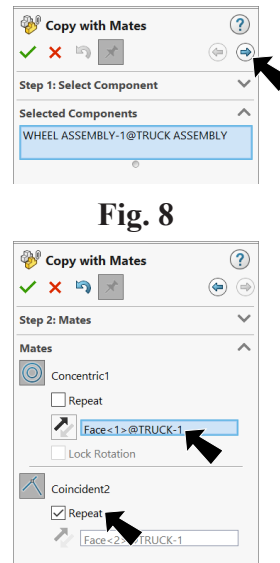 Copy with Mates
?
Step 1: Select Component
Selected Components
WHEEL ASSEMBLY-1@TRUCK ASSEMBLY
Fig. 8
Copy with Mates
?
Step 2: Mates
Mates
Concentric1
Repeat
Face<1>@TRUCK-1
Lock Rotation
Coincident2
Repeat
Face<2>@TRUCK-1